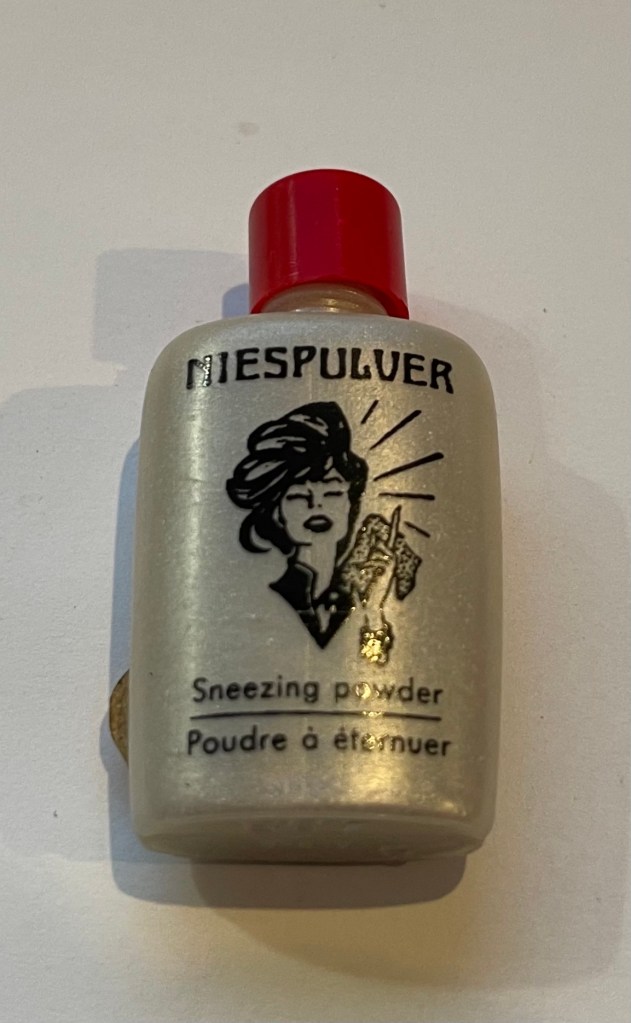 NIESPULVER
Sneezing powder
Poudre à éternuer